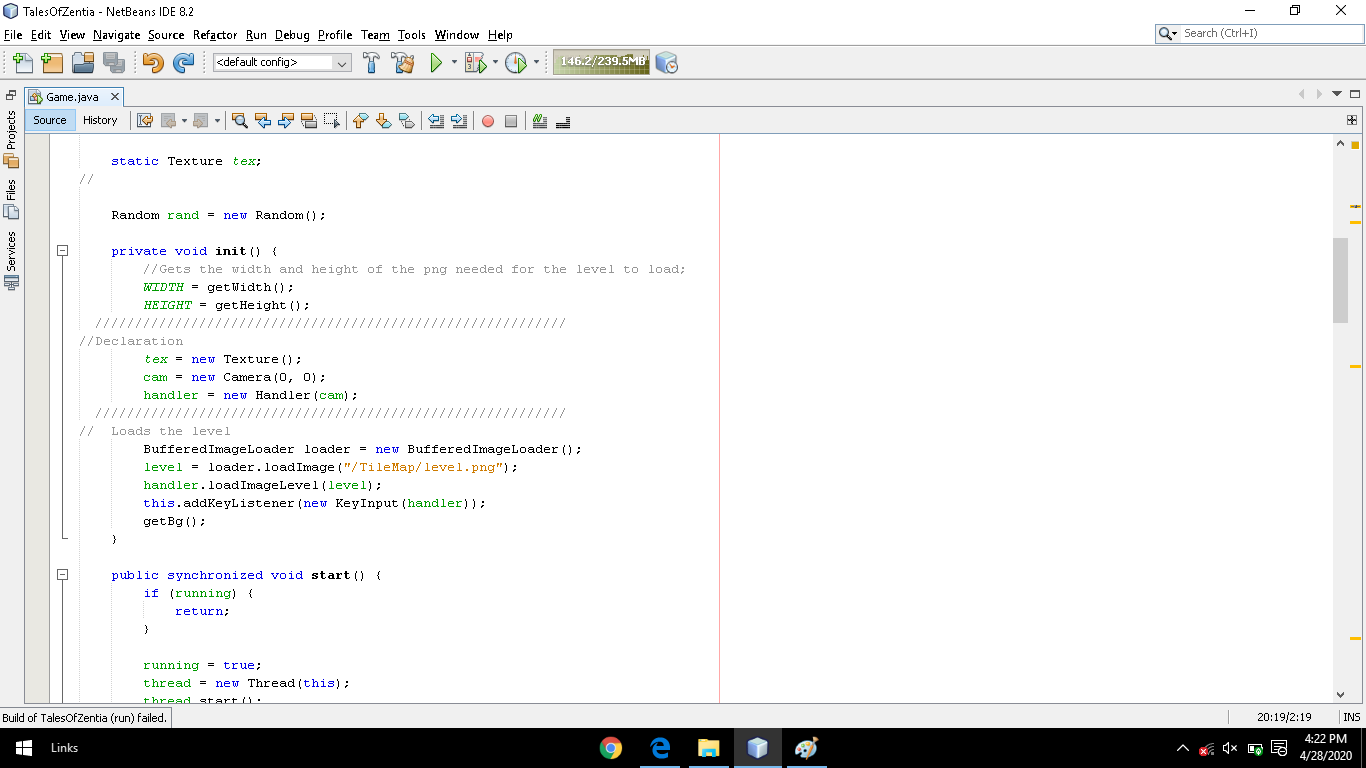 TalesOfZentia - NetBeans IDE 8.2
File Edit View Navigate Source Refactor Run Debug Profile Team Tools Window Help
Search (Ctrl+I)
<default config>
146.2/239.5MB
Game.java
Source History
Projects
Files
Services
static Texture tex;
//
Random rand = new Random();
private void init() {
//Gets the width and height of the png needed for the level to load;
WIDTH = getWidth();
HEIGHT = getHeight();
///////////////////////////////////////////////////////////
//Declaration
tex = new Texture();
cam = new Camera(0, 0);
handler = new Handler(cam);
///////////////////////////////////////////////////////////
// Loads the level
BufferedImageLoader loader = new BufferedImageLoader();
level = loader.loadImage("/TileMap/level.png");
handler.loadImageLevel(level);
this.addKeyListener(new KeyInput(handler));
getBg();
}
public synchronized void start() {
if (running) {
return;
}
running = true;
thread = new Thread(this);
thread.start();
Build of TalesOfZentia (run) failed.
20:19/2:19
INS
Links
4:22 PM
4/28/2020